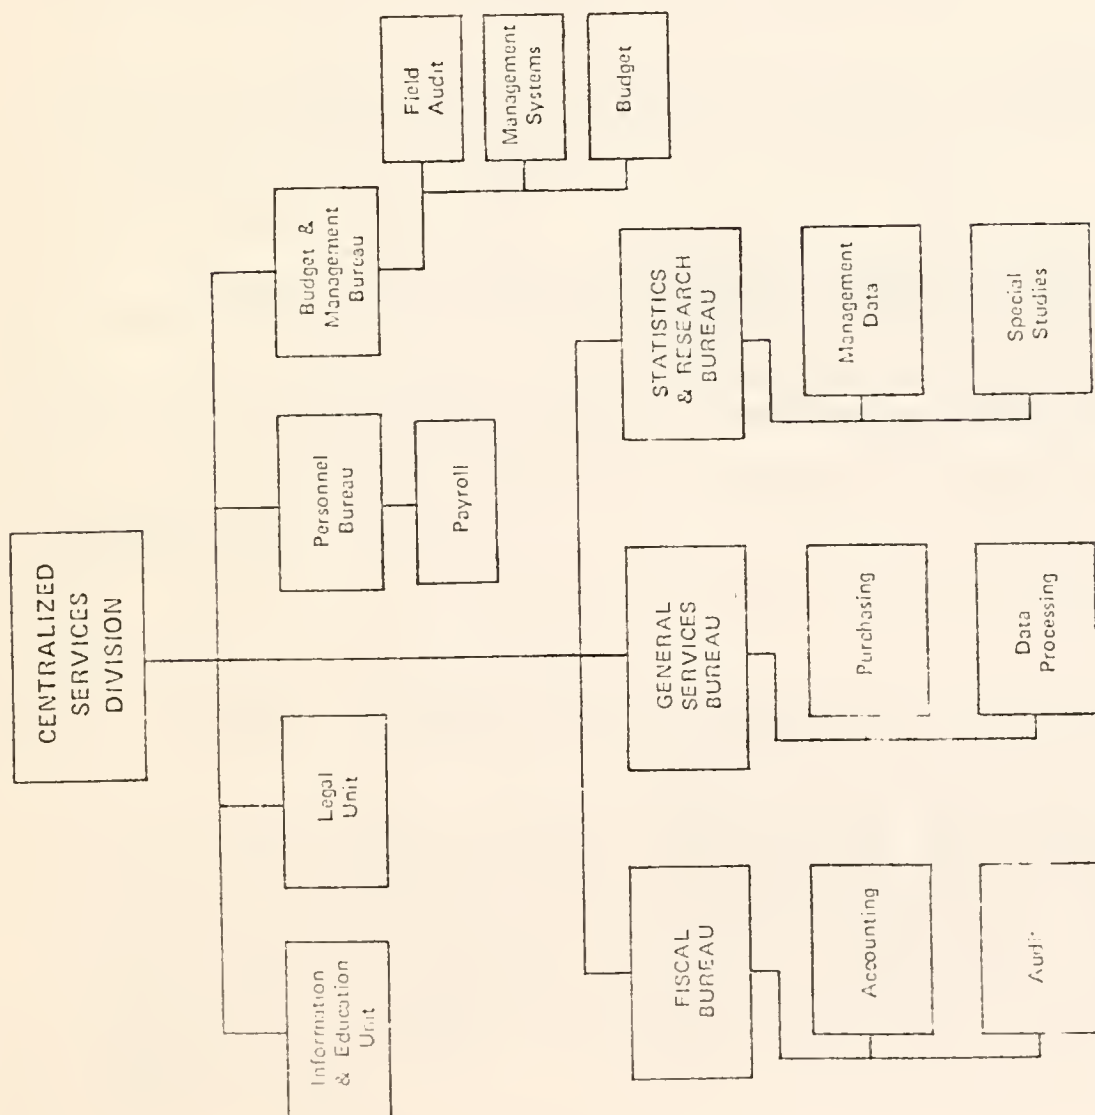 CENTRALIZED
SERVICES
DIVISION
Information
& Education
Unit
Legal
Unit
Personnel
Bureau
Payroll
Budget &
Management
Bureau
Field
Audit
Management
Systems
Budget
FISCAL
BUREAU
Accounting
Audit
GENERAL
SERVICES
BUREAU
Purchasing
Data
Processing
STATISTICS
& RESEARCH
BUREAU
Management
Data
Special
Studies